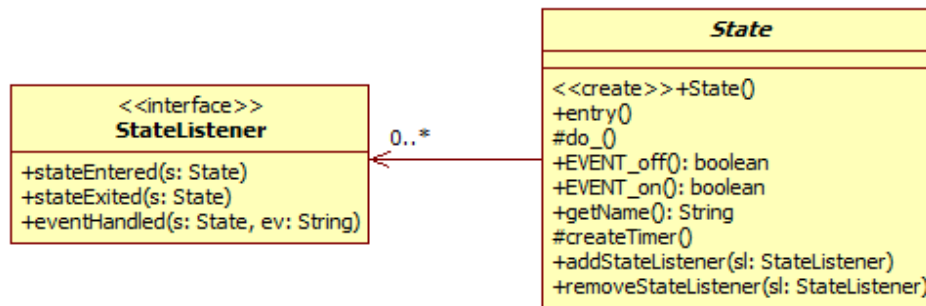 <<interface>>
StateListener
+stateEntered(s: State)
+stateExited(s: State)
+eventHandled(s: State, ev: String)
0..*
State
<<create>>+State()
+entry()
#do_()
+EVENT_off(): boolean
+EVENT_on(): boolean
+getName(): String
#createTimer()
+addStateListener(sl: StateListener)
+removeStateListener(sl: StateListener)